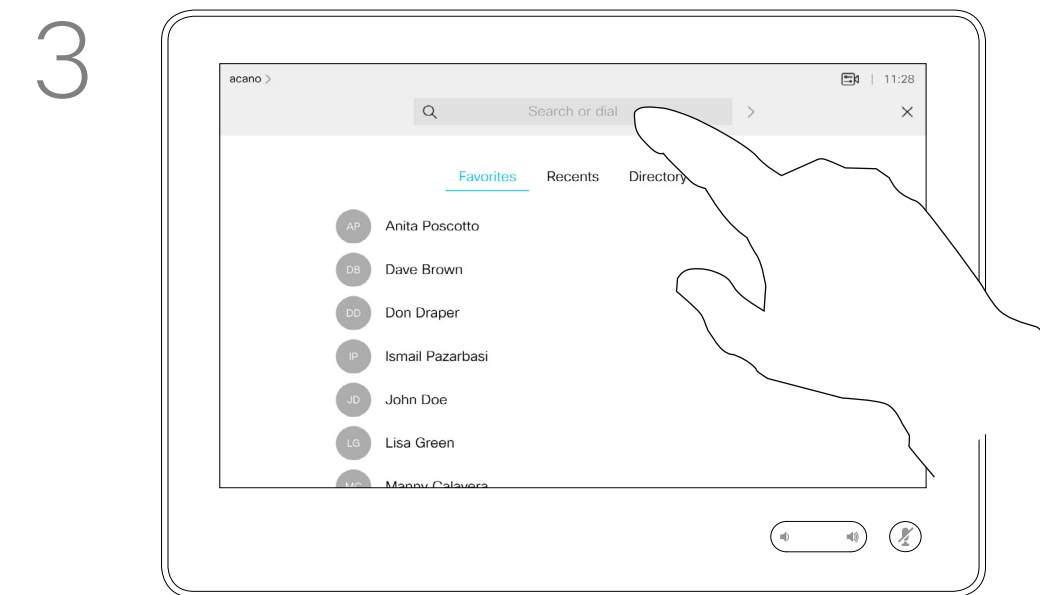 3
acano > | 11:28
Search or dial
Favorites Recents Directory
AP Anita Poscotto
DB Dave Brown
DD Don Draper
IP Ismail Pazarbasi
JD John Doe
LG Lisa Green
MC Manny Calavera